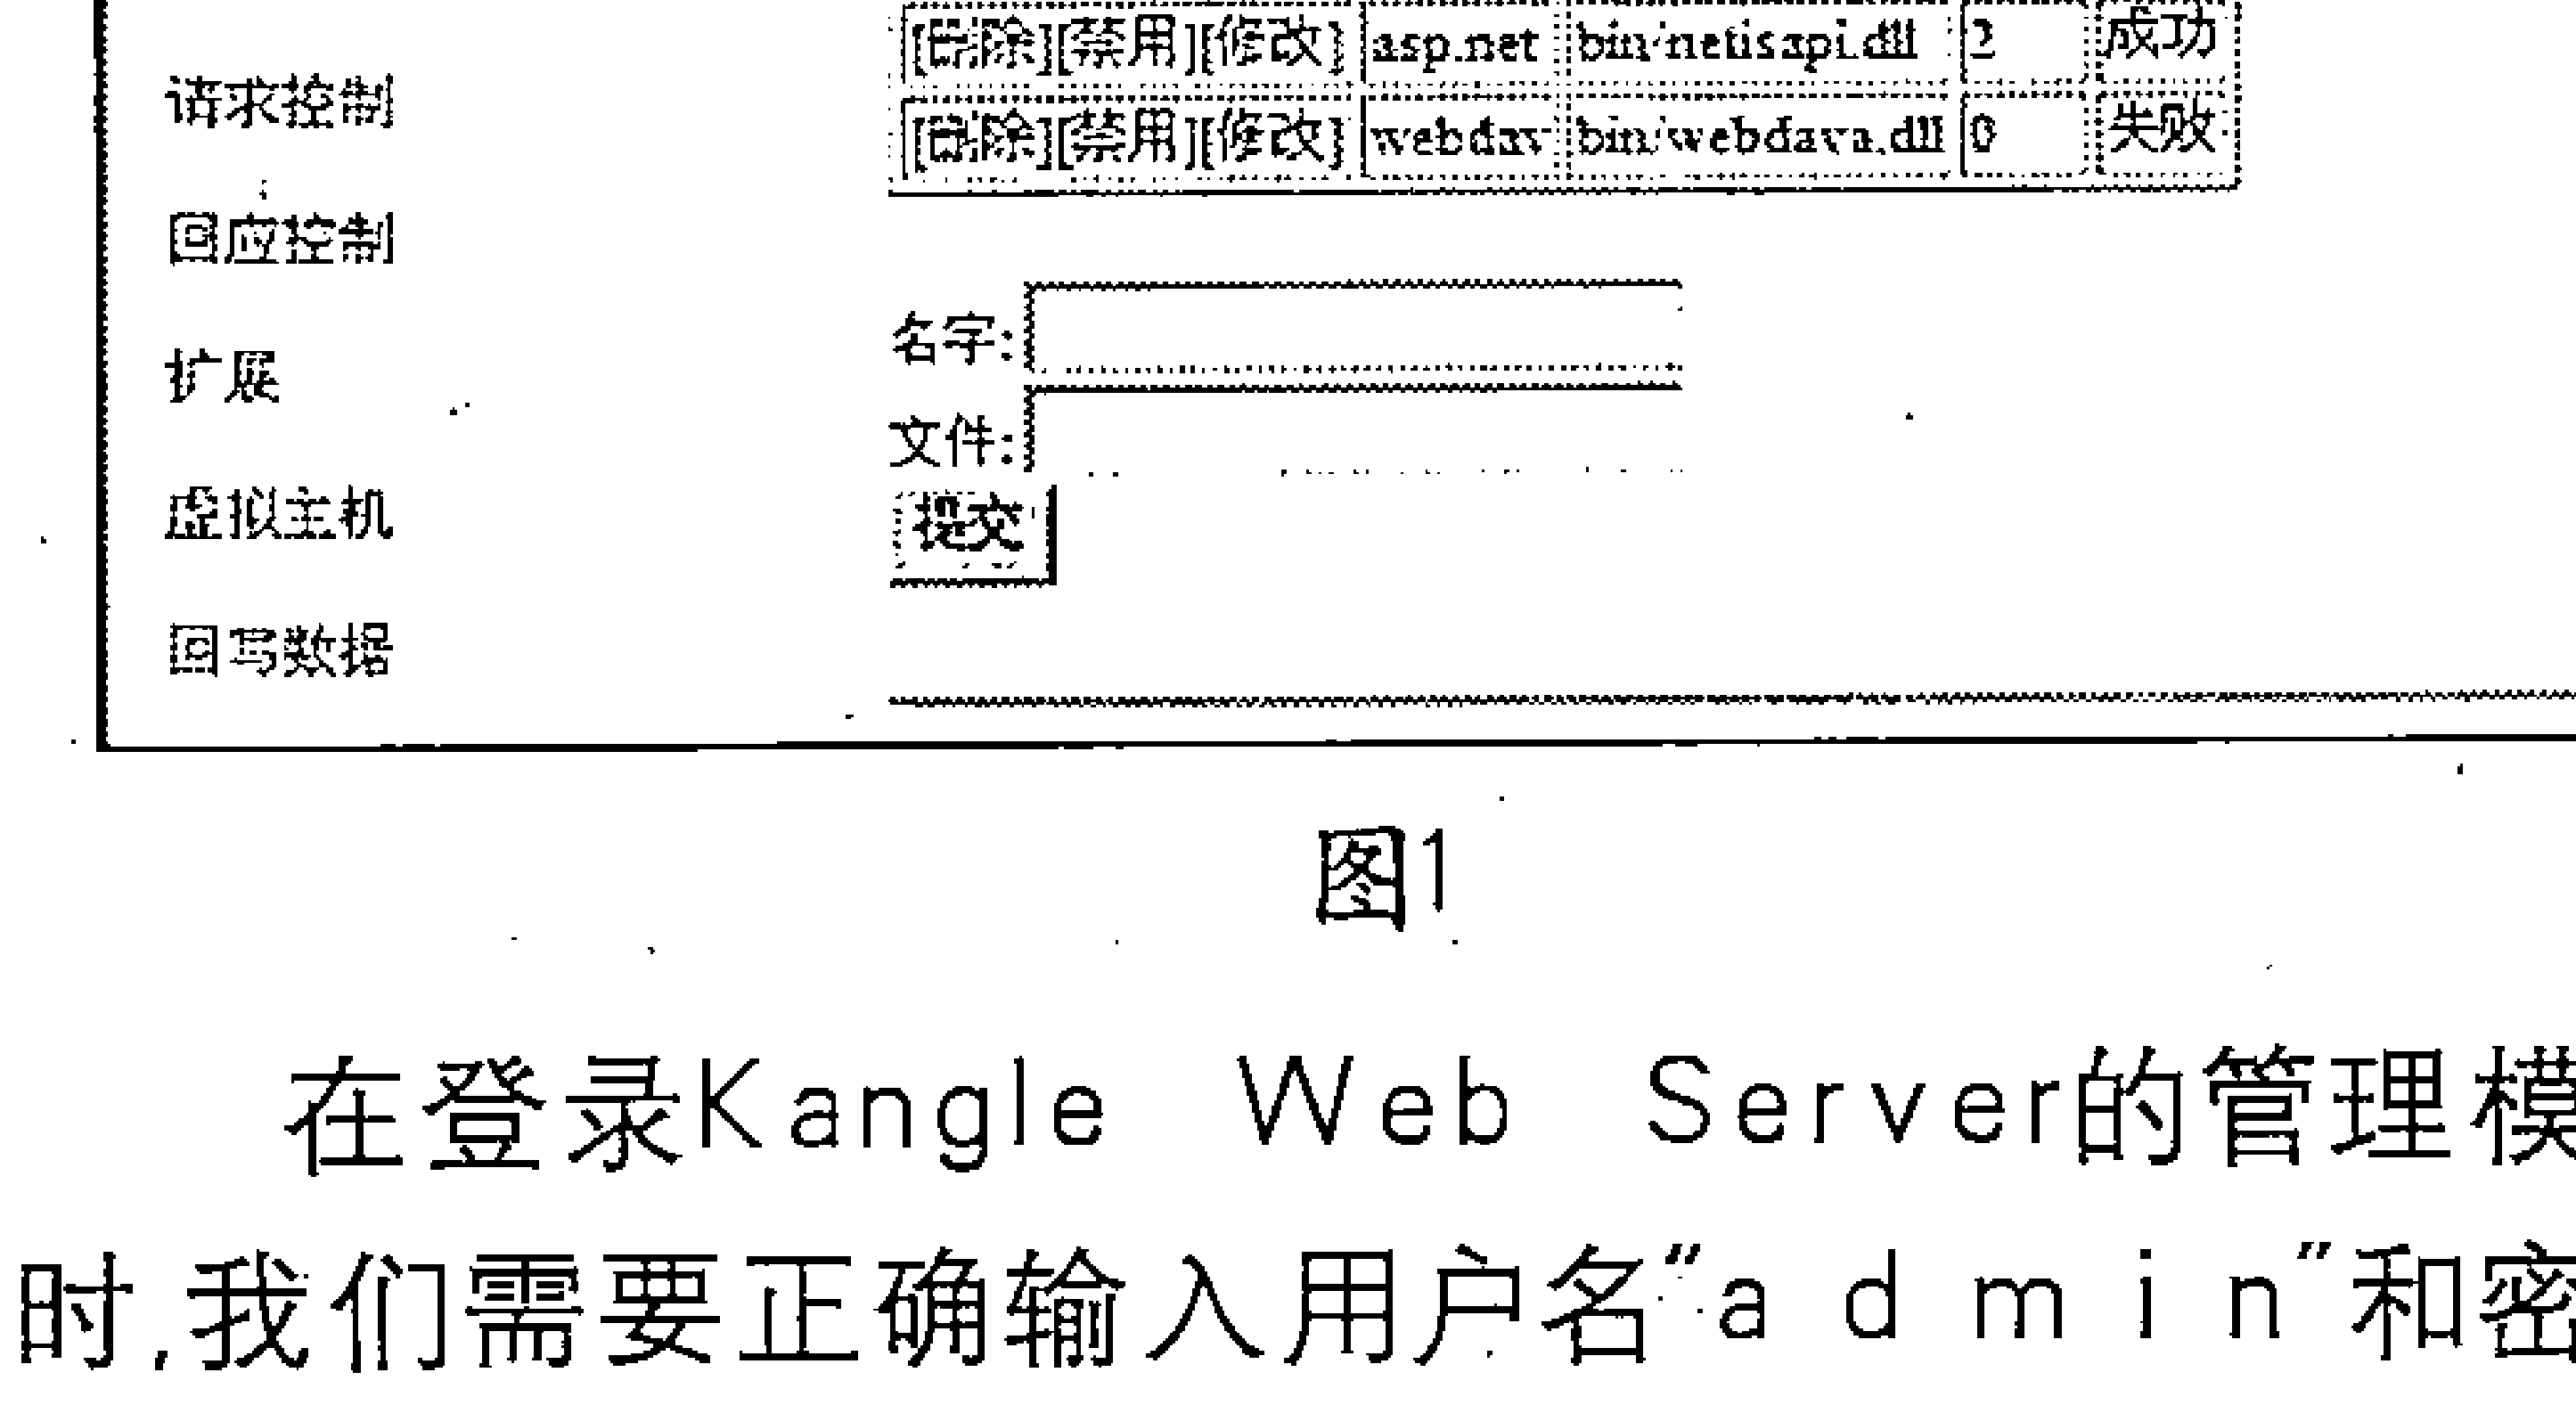 [删除][禁用][修改] asp.net bin/netisapi.dll 2 成功
请求控制
[删除][禁用][修改] webdav bin/webdava.dll 0 失败
回应控制
名字:
扩展
文件:
虚拟主机
提交
回写数据
图1
在登录Kangle Web Server的管理模
时,我们需要正确输入用户名"admin"和密